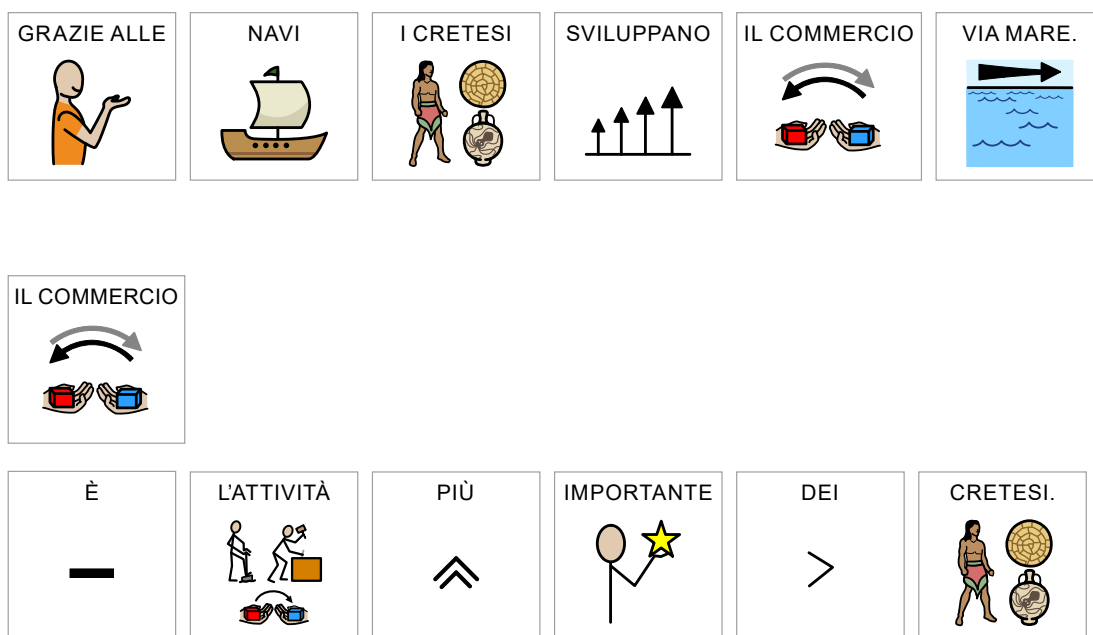 GRAZIE ALLE NAVI I CRETESI SVILUPPANO IL COMMERCIO VIA MARE.
IL COMMERCIO
È L'ATTIVITÀ PIÙ IMPORTANTE DEI CRETESI.